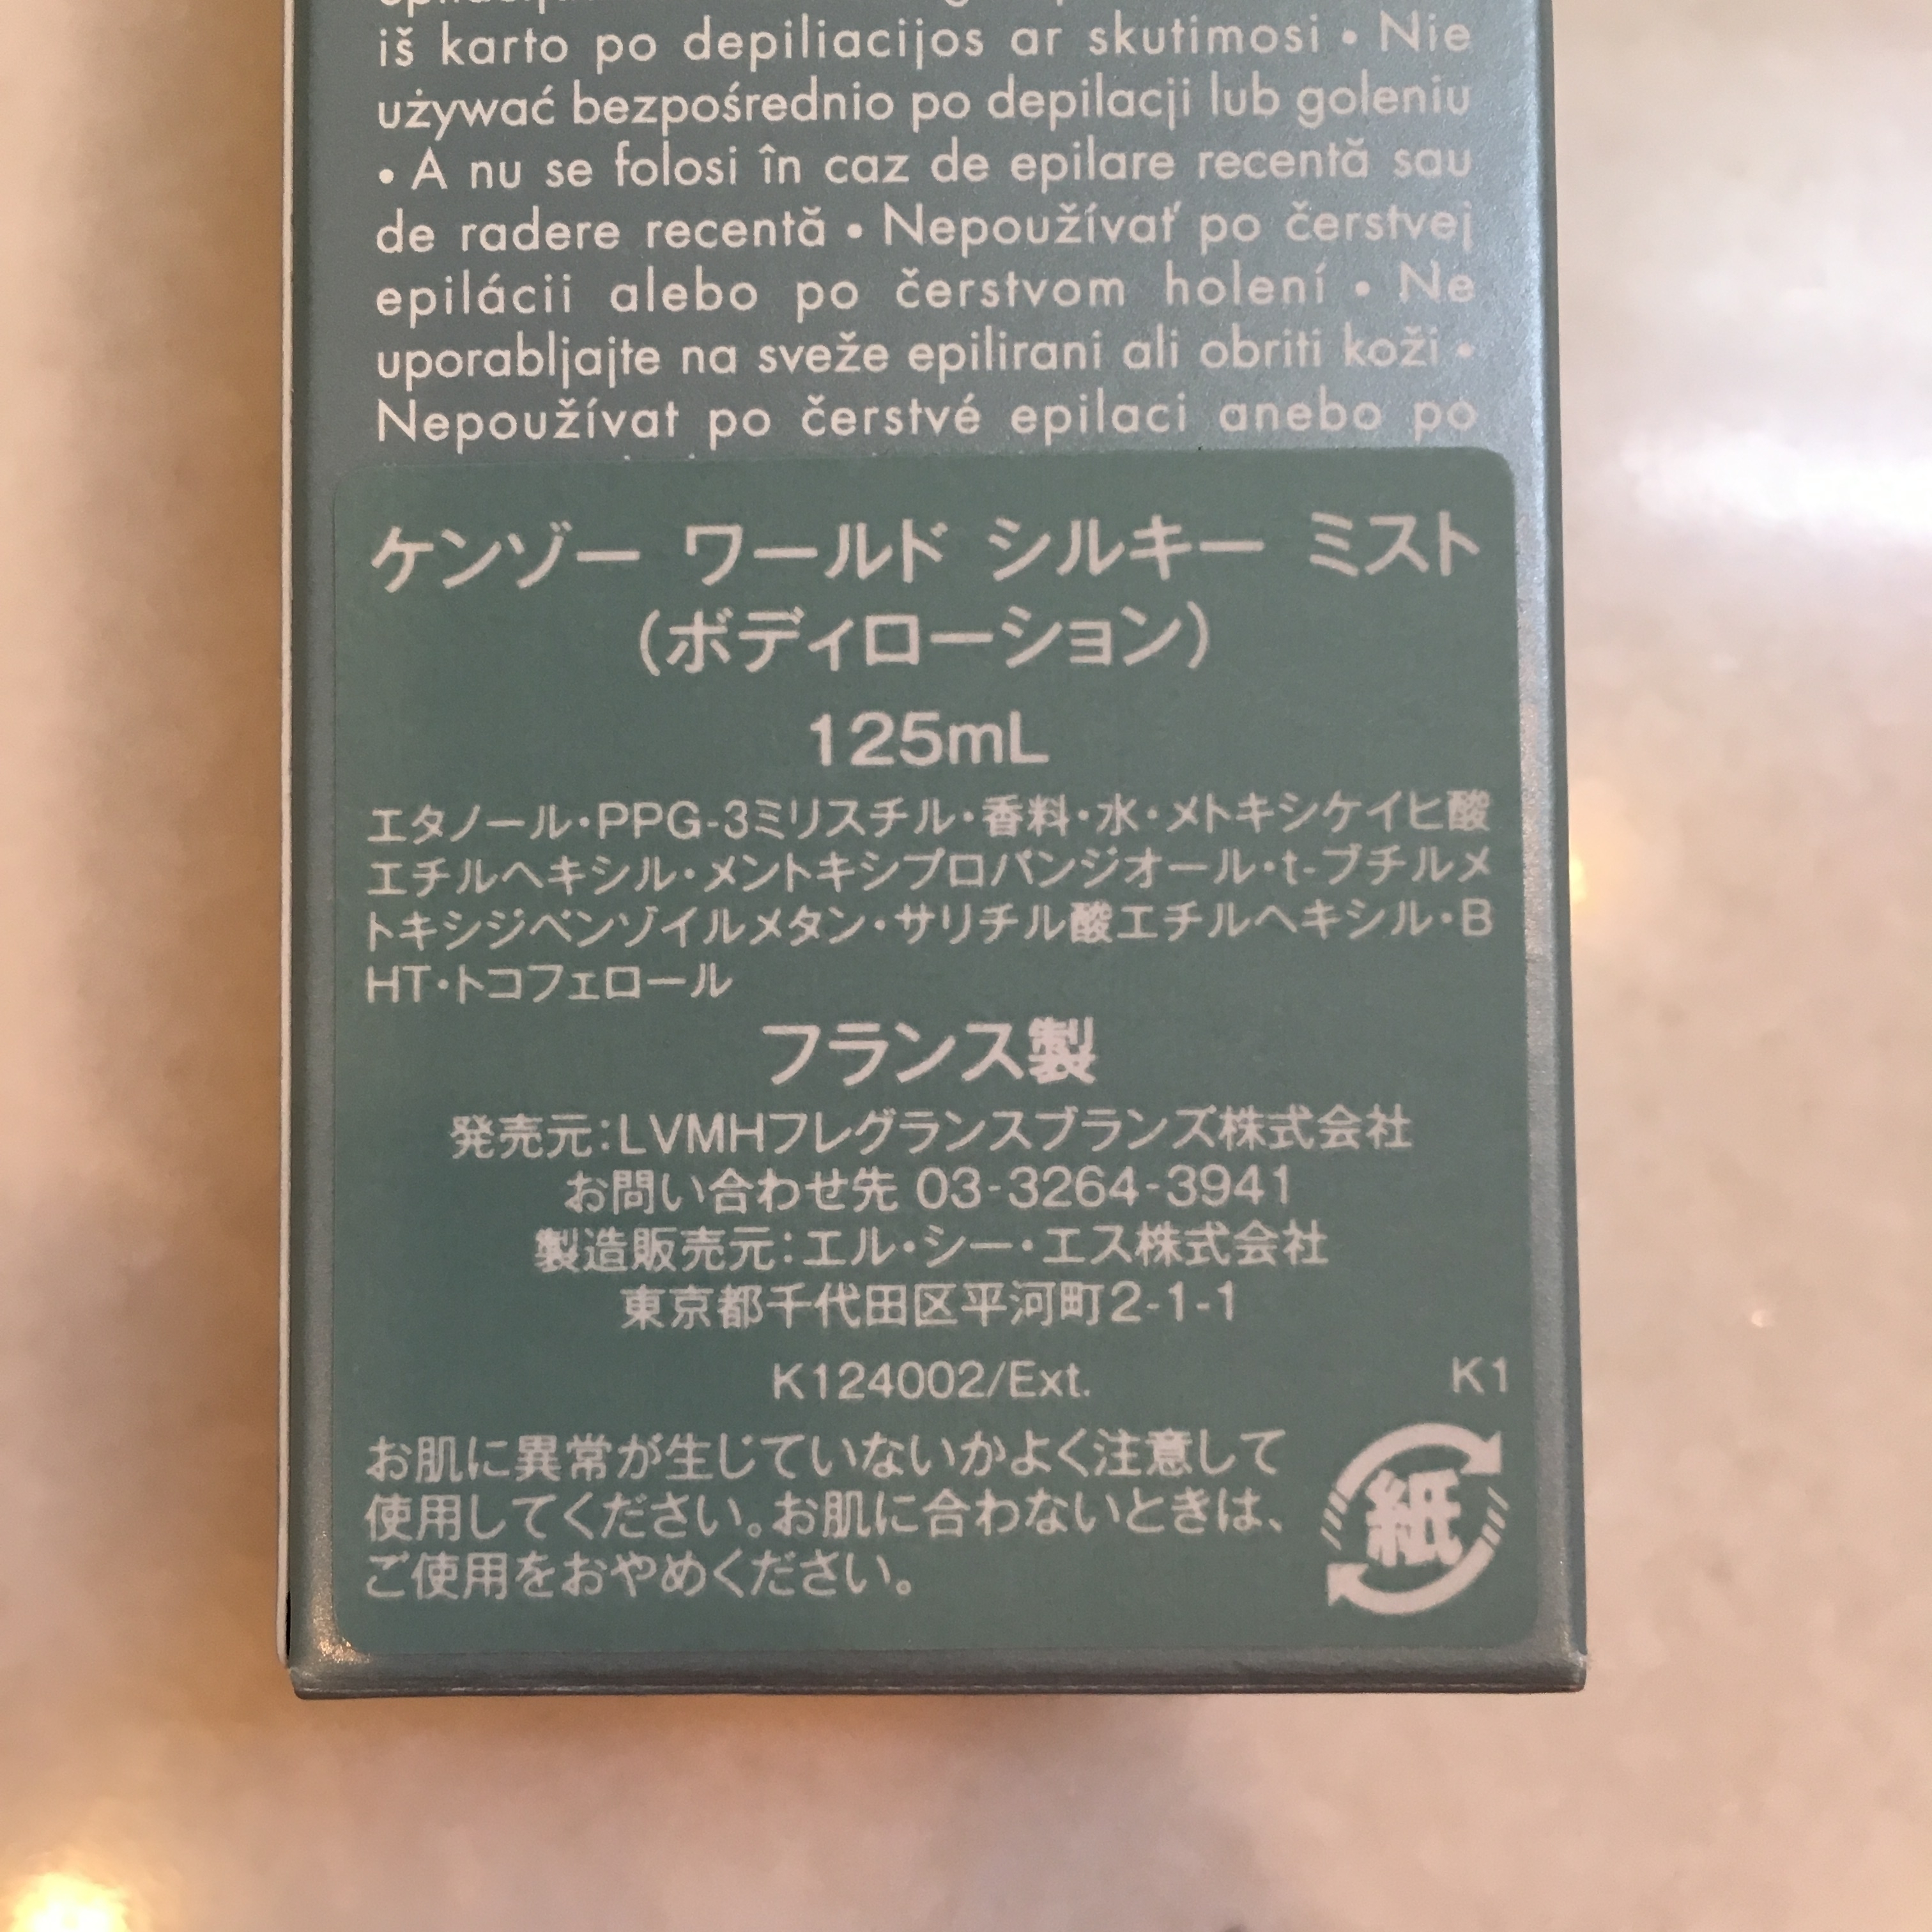 iš karto po depiliacijos ar skutimosi • Nie
używać bezpośrednio po depilacji lub goleniu
• A nu se folosi în caz de epilare recentă sau
de radere recentă • Nepoužívať po čerstvej
epilácii alebo po čerstvom holení • Ne
uporabljajte na sveže epilirani ali obriti koži •
Nepoužívat po čerstvé epilaci anebo po
ケンゾー ワールド シルキー ミスト
(ボディローション)
125mL
エタノール・PPG-3ミリスチル・香料・水・メトキシケイヒ酸
エチルヘキシル・メントキシプロパンジオール・t-ブチルメ
トキシジベンゾイルメタン・サリチル酸エチルヘキシル・B
HT・トコフェロール
フランス製
発売元:LVMHフレグランスブランズ株式会社
お問い合わせ先 03-3264-3941
製造販売元:エル・シー・エス株式会社
東京都千代田区平河町2-1-1
K124002/Ext.
K1
お肌に異常が生じていないかよく注意して
使用してください。お肌に合わないときは、
ご使用をおやめください。
紙